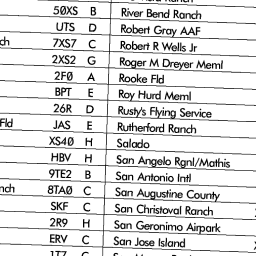 50XS B River Bend Ranch
UTS D Robert Gray AAF
7XS7 C Robert R Wells Jr
2XS2 G Roger M Dreyer Meml
2F0 A Rooke Fld
BPT E Roy Hurd Meml
26R D Rusty's Flying Service
Fld JAS E Rutherford Ranch
XS40 H Salado
HBV H San Angelo Rgnl/Mathis
9TE2 B San Antonio Intl
8TA0 C San Augustine County
SKF C San Christoval Ranch
2R9 H San Geronimo Airpark
ERV C San Jose Island